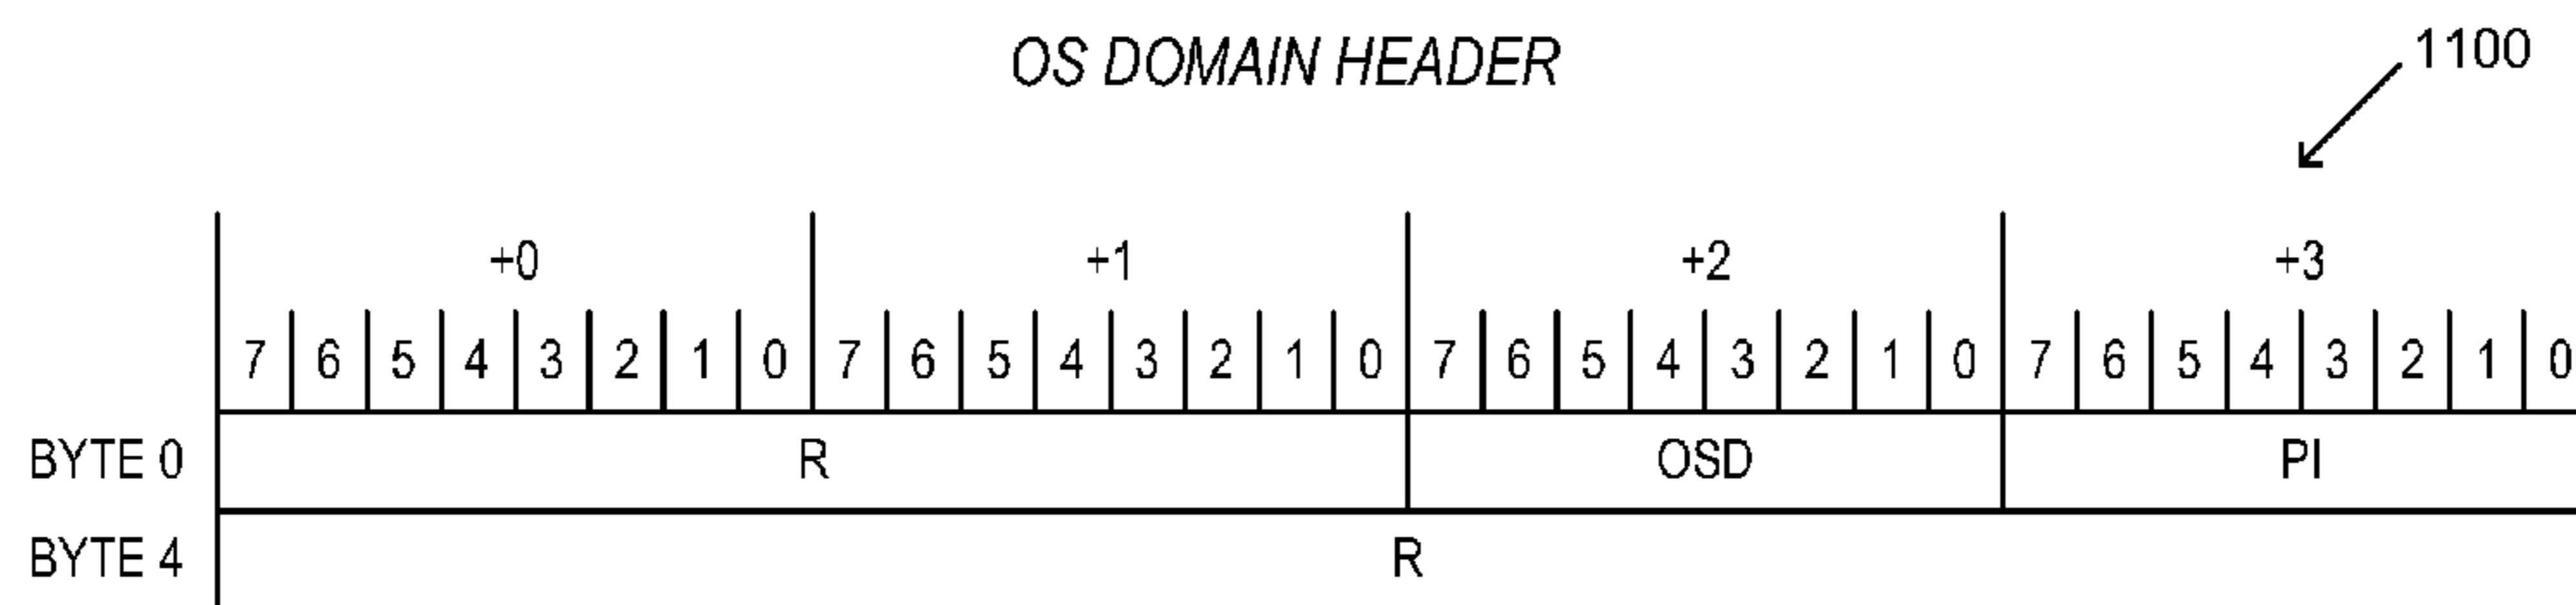 OS DOMAIN HEADER
1100
+0 +1 +2 +3
7 6 5 4 3 2 1 0 7 6 5 4 3 2 1 0 7 6 5 4 3 2 1 0 7 6 5 4 3 2 1 0
BYTE 0 R OSD PI
BYTE 4 R